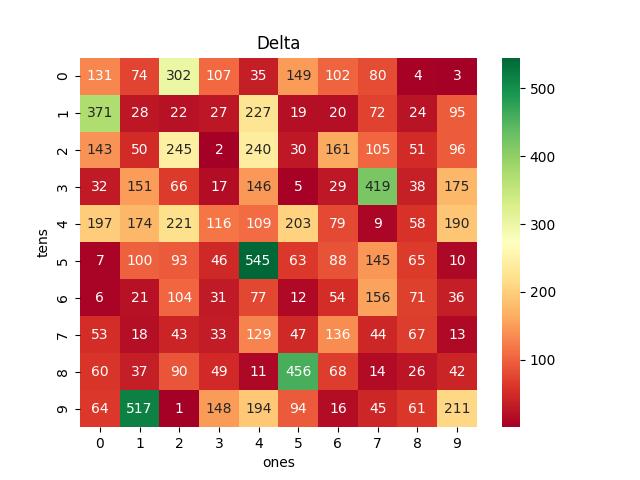 Delta
0 131 74 302 107 35 149 102 80 4 3
1 371 28 22 27 227 19 20 72 24 95
2 143 50 245 2 240 30 161 105 51 96
3 32 151 66 17 146 5 29 419 38 175
4 197 174 221 116 109 203 79 9 58 190
5 7 100 93 46 545 63 88 145 65 10
6 6 21 104 31 77 12 54 156 71 36
7 53 18 43 33 129 47 136 44 67 13
8 60 37 90 49 11 456 68 14 26 42
9 64 517 1 148 194 94 16 45 61 211
0 1 2 3 4 5 6 7 8 9
ones
tens
500
400
300
200
100